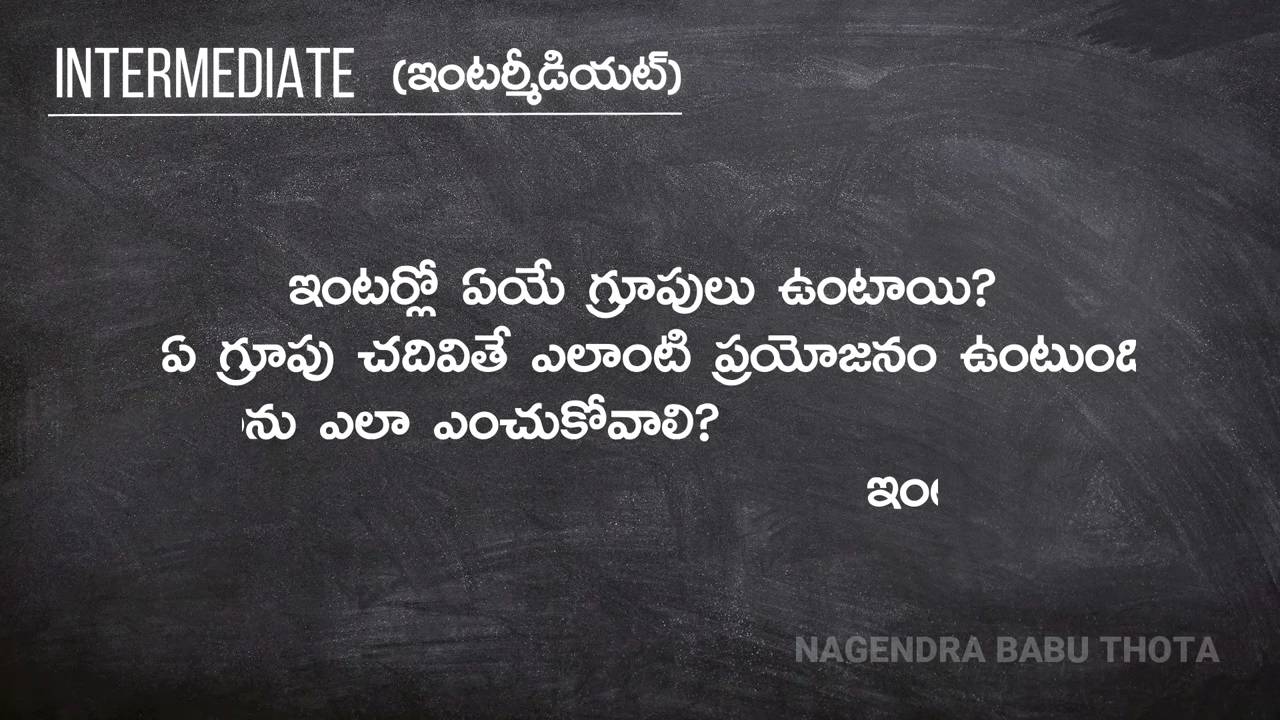 INTERMEDIATE (ఇంటర్మీడియట్)
ఇంటర్లో ఏయే గ్రూపులు ఉంటాయి?
ఏ గ్రూపు చదివితే ఎలాంటి ప్రయోజనం
ఎలా ఎంచుకోవాలి?
NAGENDRA BABU THOTA